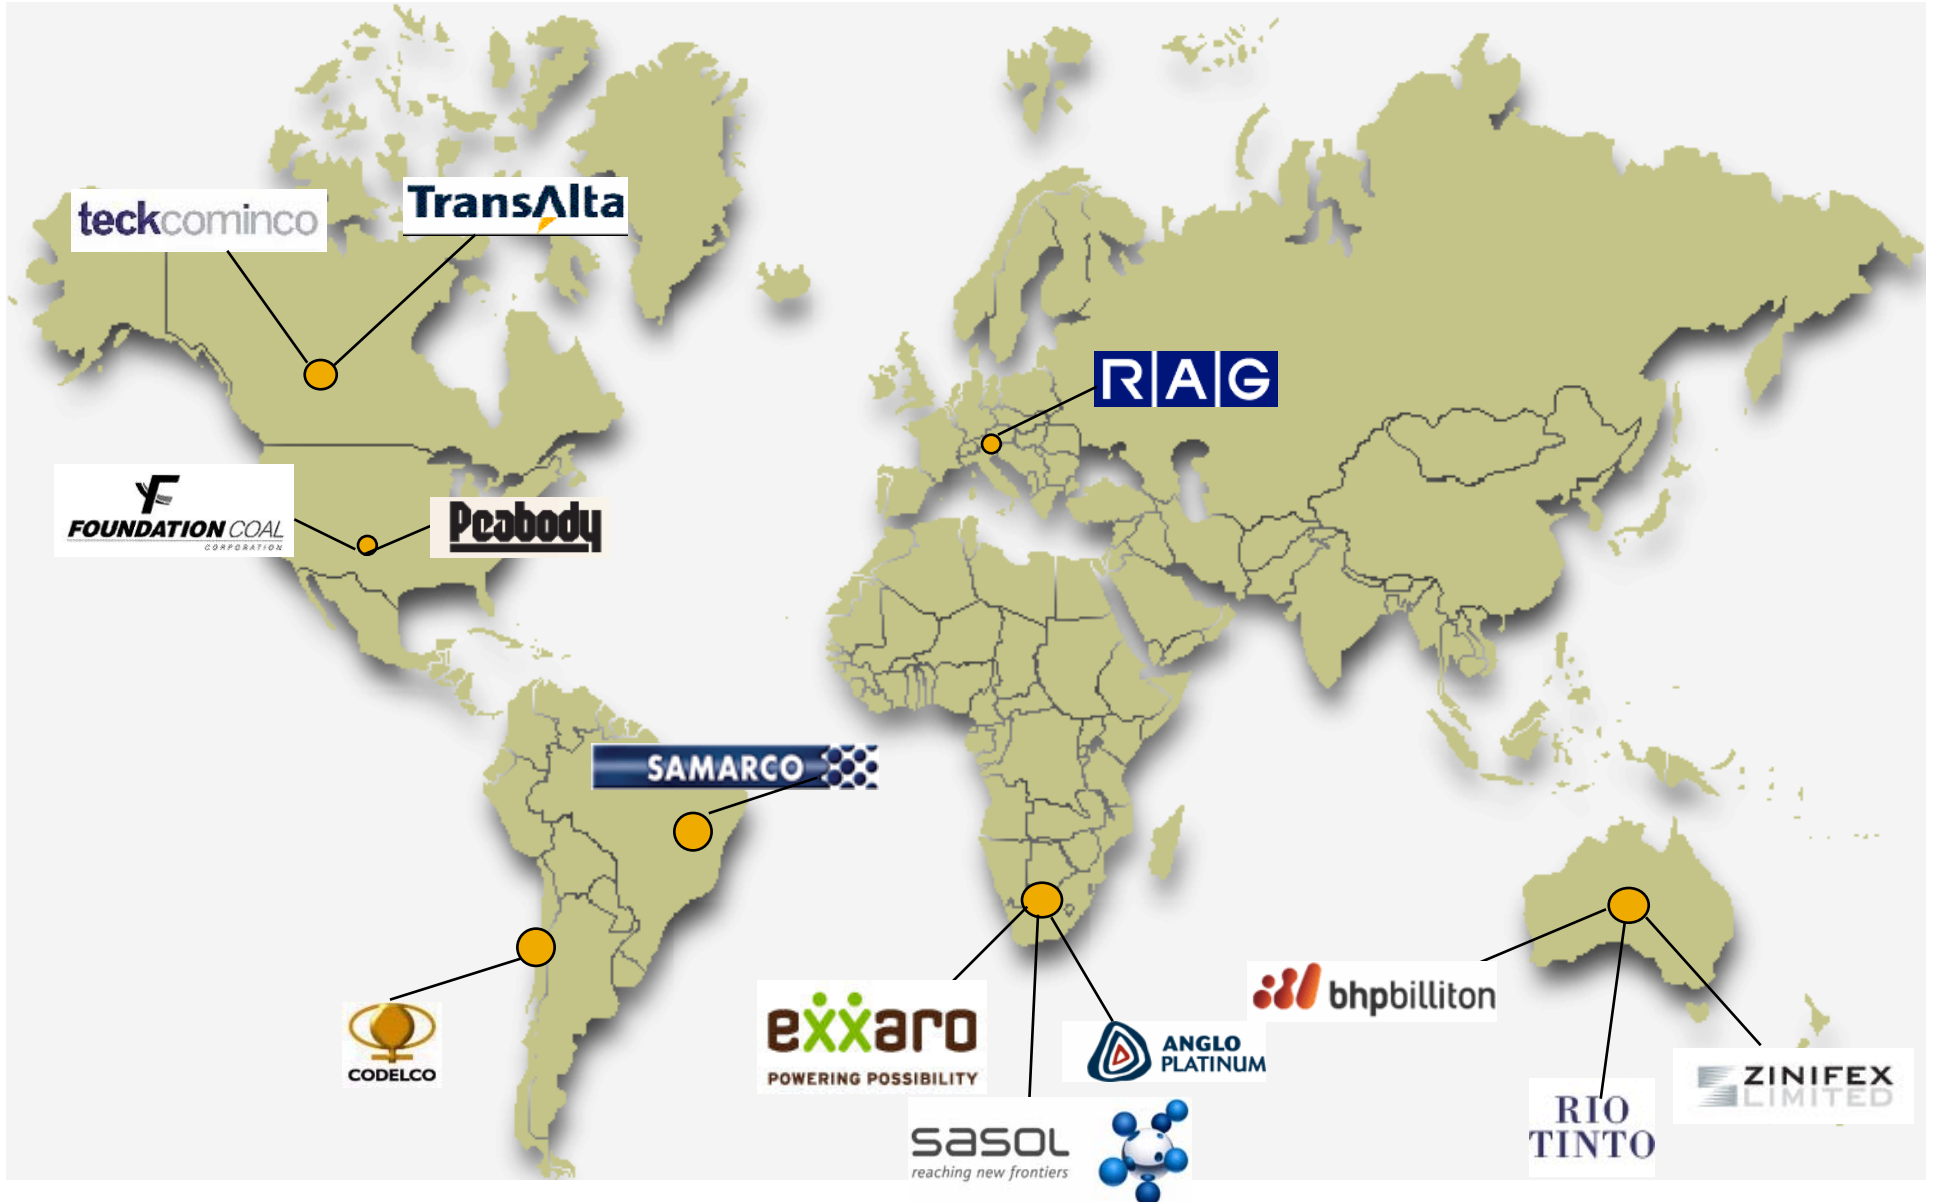 teckcominco
TransAlta
RAG
FOUNDATION COAL
CORPORATION
Peabody
SAMARCO
CODELCO
exxaro
POWERING POSSIBILITY
ANGLO
PLATINUM
sasol
reaching new frontiers
bhpbilliton
RIO
TINTO
ZINIFEX
LIMITED